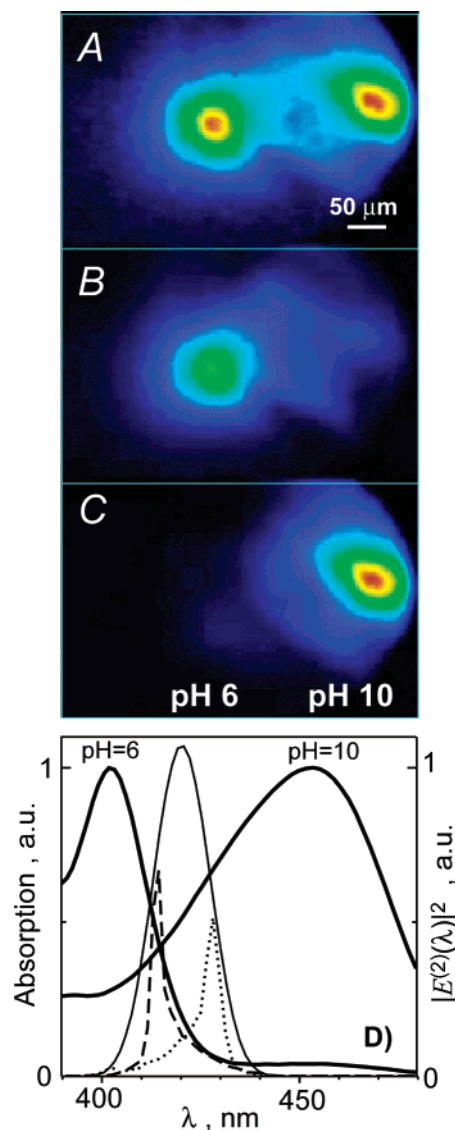 A
50 µm
B
C
pH 6 pH 10
pH=6 pH=10
1 1
Absorption , a.u.
|E⁽²⁾(λ)|² , a.u.
D)
0 0
400 450
λ , nm